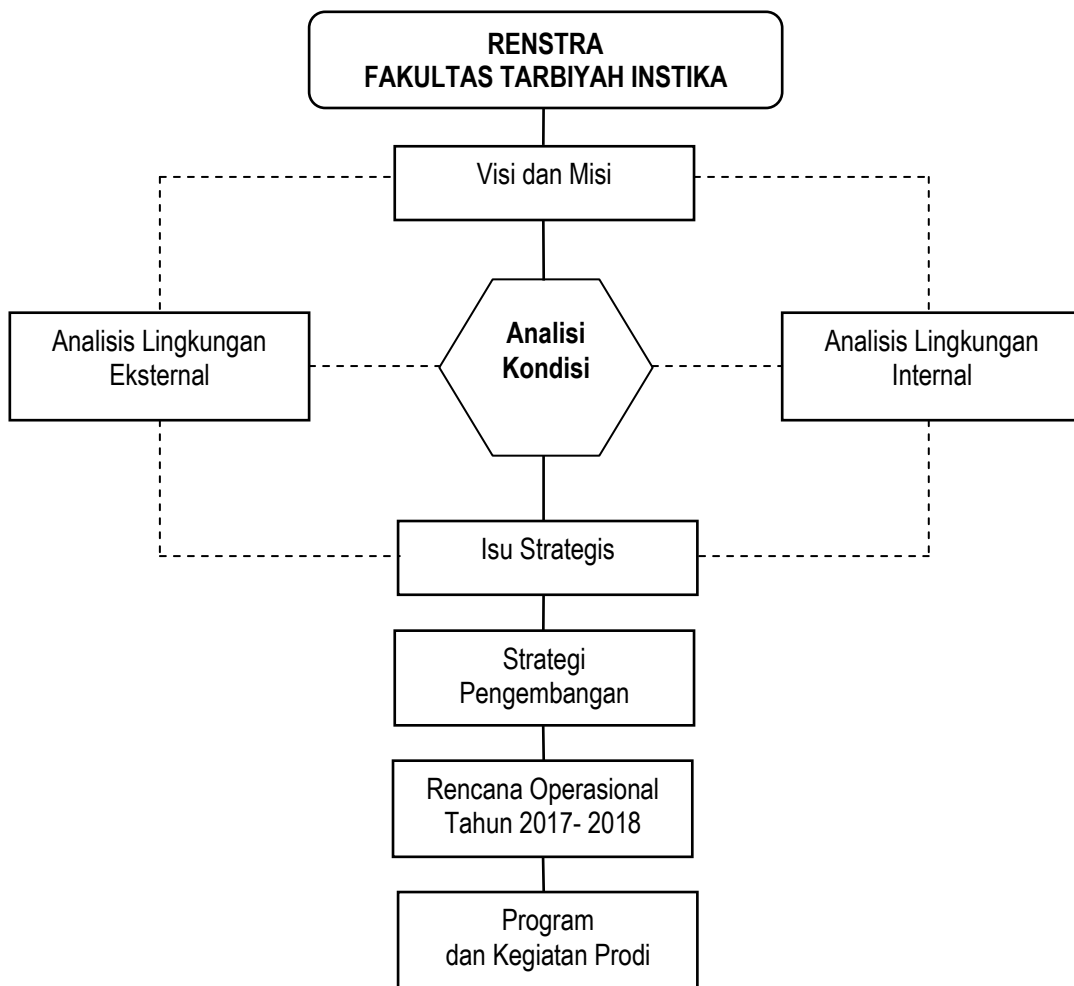 RENSTRA
FAKULTAS TARBIYAH INSTIKA
Visi dan Misi
Analisis Lingkungan
Eksternal
Analisi
Kondisi
Analisis Lingkungan
Internal
Isu Strategis
Strategi
Pengembangan
Rencana Operasional
Tahun 2017- 2018
Program
dan Kegiatan Prodi